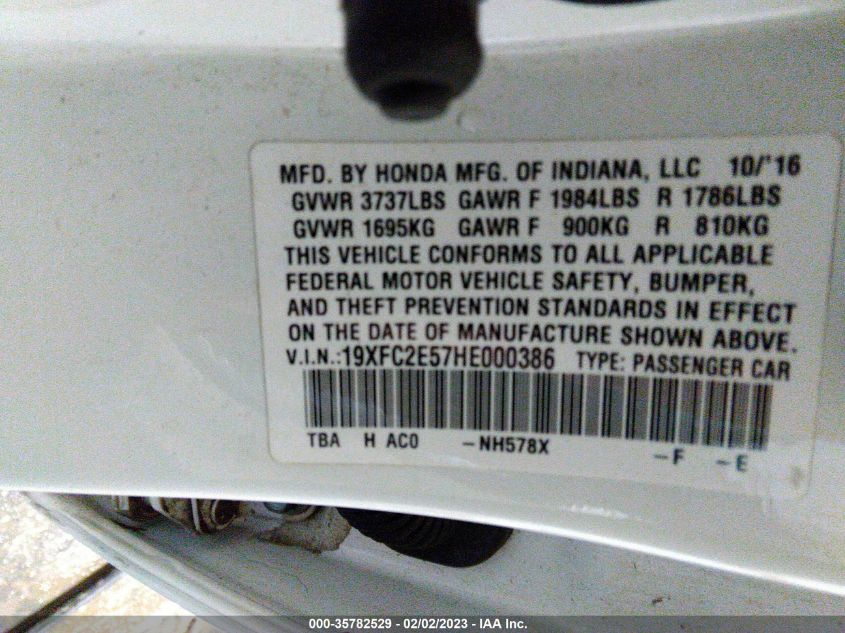 MFD. BY HONDA MFG. OF INDIANA, LLC 10/'16
GVWR 3737LBS GAWR F 1984LBS R 1786LBS
GVWR 1695KG GAWR F 900KG R 810KG
THIS VEHICLE CONFORMS TO ALL APPLICABLE
FEDERAL MOTOR VEHICLE SAFETY, BUMPER,
AND THEFT PREVENTION STANDARDS IN EFFECT
ON THE DATE OF MANUFACTURE SHOWN ABOVE.
V.I.N.:19XFC2E57HE000386 TYPE: PASSENGER CAR
TBA H AC0 -NH578X -F -E
000-35782529 - 02/02/2023 - IAA Inc.